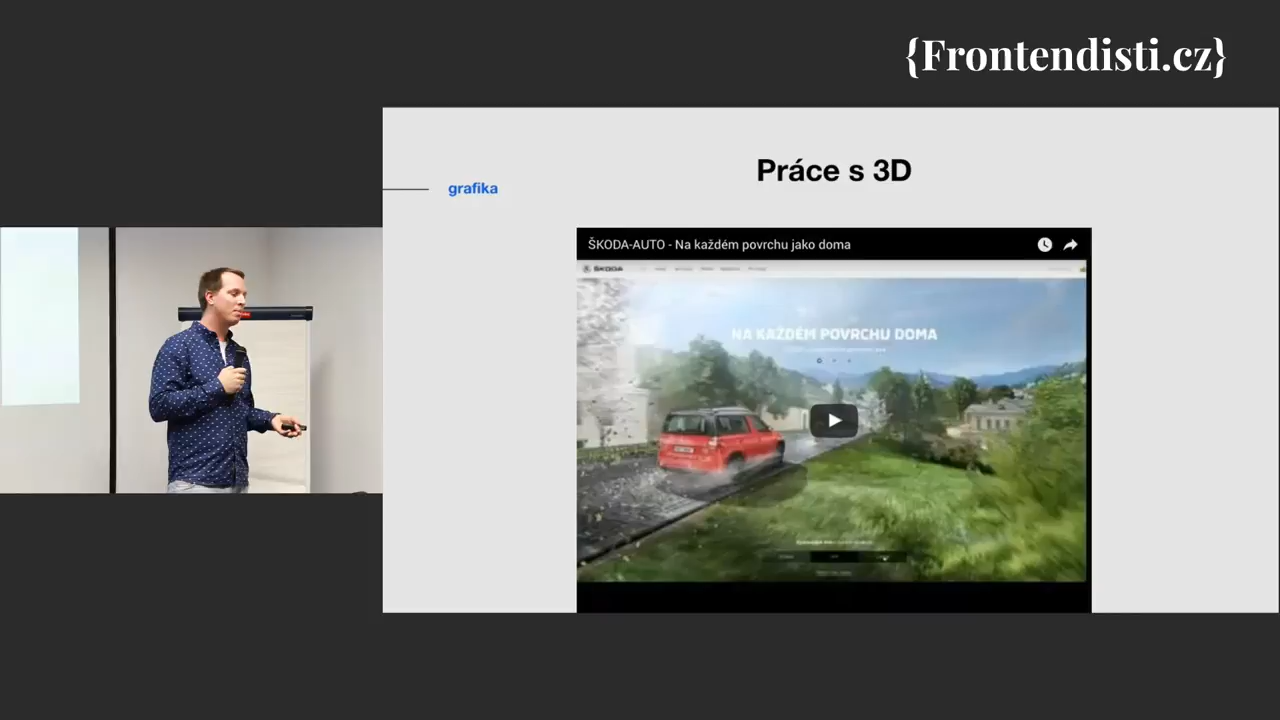 {Frontendisti.cz}
Práce s 3D
grafika
ŠKODA-AUTO - Na každém povrchu jako doma
ŠKODA
NA KAŽDÉM POVRCHU DOMA